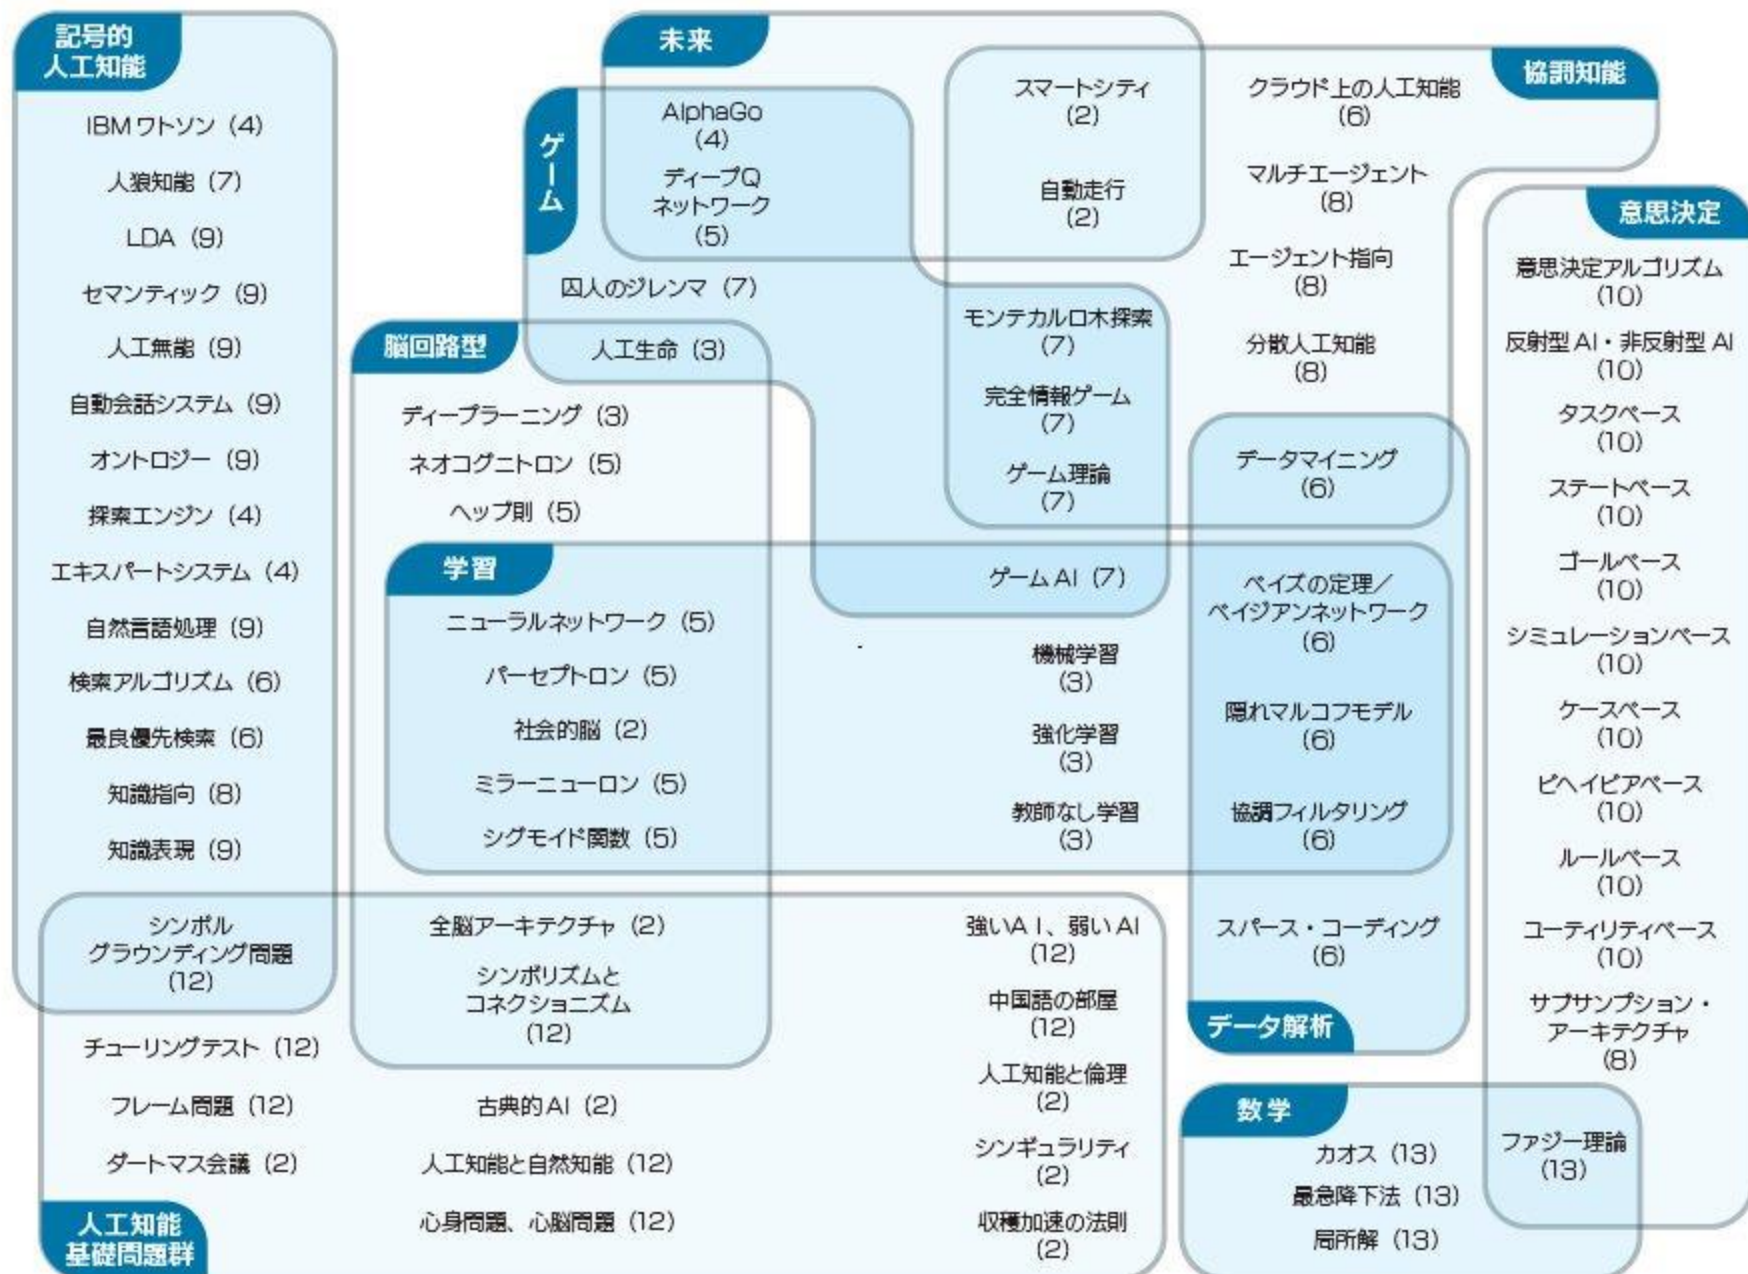 記号的
人工知能
IBMワトソン（4）
人狼知能（7）
LDA（9）
セマンティック（9）
人工無能（9）
自動会話システム（9）
オントロジー（9）
探索エンジン（4）
エキスパートシステム（4）
自然言語処理（9）
検索アルゴリズム（6）
最良優先検索（6）
知識指向（8）
知識表現（9）
シンボル
グラウンディング問題
（12）
チューリングテスト（12）
フレーム問題（12）
ダートマス会議（2）
人工知能
基礎問題群
未来
ゲーム
AlphaGo
（4）
ディープQ
ネットワーク
（5）
囚人のジレンマ（7）
脳回路型
人工生命（3）
ディープラーニング（3）
ネオコグニトロン（5）
ヘッブ則（5）
学習
ニューラルネットワーク（5）
パーセプトロン（5）
社会的脳（2）
ミラーニューロン（5）
シグモイド関数（5）
全脳アーキテクチャ（2）
シンボリズムと
コネクショニズム
（12）
古典的AI（2）
人工知能と自然知能（12）
心身問題、心脳問題（12）
スマートシティ
（2）
自動走行
（2）
モンテカルロ木探索
（7）
完全情報ゲーム
（7）
ゲーム理論
（7）
ゲームAI（7）
機械学習
（3）
強化学習
（3）
教師なし学習
（3）
強いAI、弱いAI
（12）
中国語の部屋
（12）
人工知能と倫理
（2）
シンギュラリティ
（2）
収穫加速の法則
（2）
協調知能
クラウド上の人工知能
（6）
マルチエージェント
（8）
エージェント指向
（8）
分散人工知能
（8）
データマイニング
（6）
ベイズの定理／
ベイジアンネットワーク
（6）
隠れマルコフモデル
（6）
協調フィルタリング
（6）
スパース・コーディング
（6）
データ解析
数学
カオス（13）
最急降下法（13）
局所解（13）
意思決定
意思決定アルゴリズム
（10）
反射型AI・非反射型AI
（10）
タスクベース
（10）
ステートベース
（10）
ゴールベース
（10）
シミュレーションベース
（10）
ケースベース
（10）
ビヘイビアベース
（10）
ルールベース
（10）
ユーティリティベース
（10）
サブサンプション・
アーキテクチャ
（8）
ファジー理論
（13）